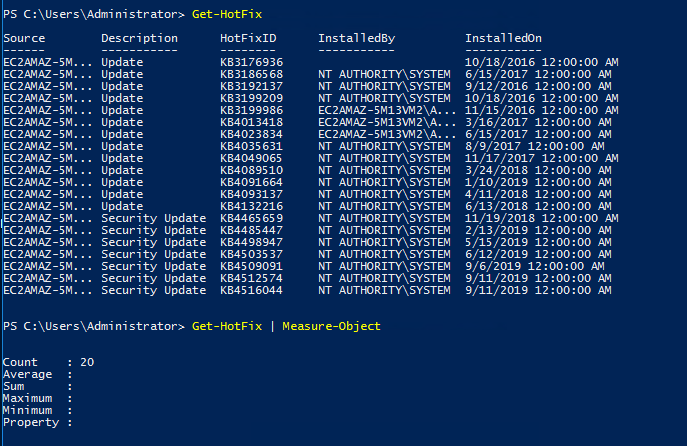 PS C:\Users\Administrator> Get-HotFix
Source        Description      HotFixID      InstalledBy          InstalledOn
------        -----------      --------      -----------          -----------
EC2AMAZ-5M... Update           KB3176936                          10/18/2016 12:00:00 AM
EC2AMAZ-5M... Update           KB3186568     NT AUTHORITY\SYSTEM  6/15/2017 12:00:00 AM
EC2AMAZ-5M... Update           KB3192137     NT AUTHORITY\SYSTEM  9/12/2016 12:00:00 AM
EC2AMAZ-5M... Update           KB3199209     NT AUTHORITY\SYSTEM  10/18/2016 12:00:00 AM
EC2AMAZ-5M... Update           KB3199986     EC2AMAZ-5M13VM2\A... 11/15/2016 12:00:00 AM
EC2AMAZ-5M... Update           KB4013418     EC2AMAZ-5M13VM2\A... 3/16/2017 12:00:00 AM
EC2AMAZ-5M... Update           KB4023834     EC2AMAZ-5M13VM2\A... 6/15/2017 12:00:00 AM
EC2AMAZ-5M... Update           KB4035631     NT AUTHORITY\SYSTEM  8/9/2017 12:00:00 AM
EC2AMAZ-5M... Update           KB4049065     NT AUTHORITY\SYSTEM  11/17/2017 12:00:00 AM
EC2AMAZ-5M... Update           KB4089510     NT AUTHORITY\SYSTEM  3/24/2018 12:00:00 AM
EC2AMAZ-5M... Update           KB4091664     NT AUTHORITY\SYSTEM  1/10/2019 12:00:00 AM
EC2AMAZ-5M... Update           KB4093137     NT AUTHORITY\SYSTEM  4/11/2018 12:00:00 AM
EC2AMAZ-5M... Update           KB4132216     NT AUTHORITY\SYSTEM  6/13/2018 12:00:00 AM
EC2AMAZ-5M... Security Update  KB4465659     NT AUTHORITY\SYSTEM  11/19/2018 12:00:00 AM
EC2AMAZ-5M... Security Update  KB4485447     NT AUTHORITY\SYSTEM  2/13/2019 12:00:00 AM
EC2AMAZ-5M... Security Update  KB4498947     NT AUTHORITY\SYSTEM  5/15/2019 12:00:00 AM
EC2AMAZ-5M... Security Update  KB4503537     NT AUTHORITY\SYSTEM  6/12/2019 12:00:00 AM
EC2AMAZ-5M... Security Update  KB4509091     NT AUTHORITY\SYSTEM  9/6/2019 12:00:00 AM
EC2AMAZ-5M... Security Update  KB4512574     NT AUTHORITY\SYSTEM  9/11/2019 12:00:00 AM
EC2AMAZ-5M... Security Update  KB4516044     NT AUTHORITY\SYSTEM  9/11/2019 12:00:00 AM
PS C:\Users\Administrator> Get-HotFix | Measure-Object
Count    : 20
Average  :
Sum      :
Maximum  :
Minimum  :
Property :